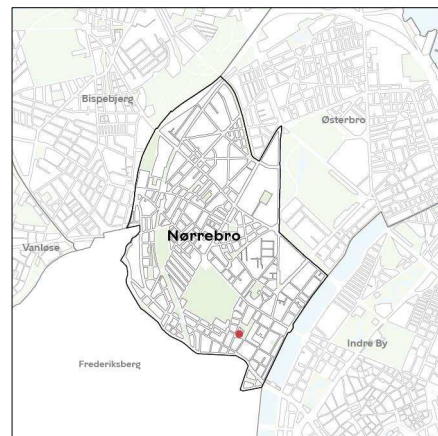 Bispebjerg
Østerbro
Nørrebro
Vanløse
Indre By
Frederiksberg